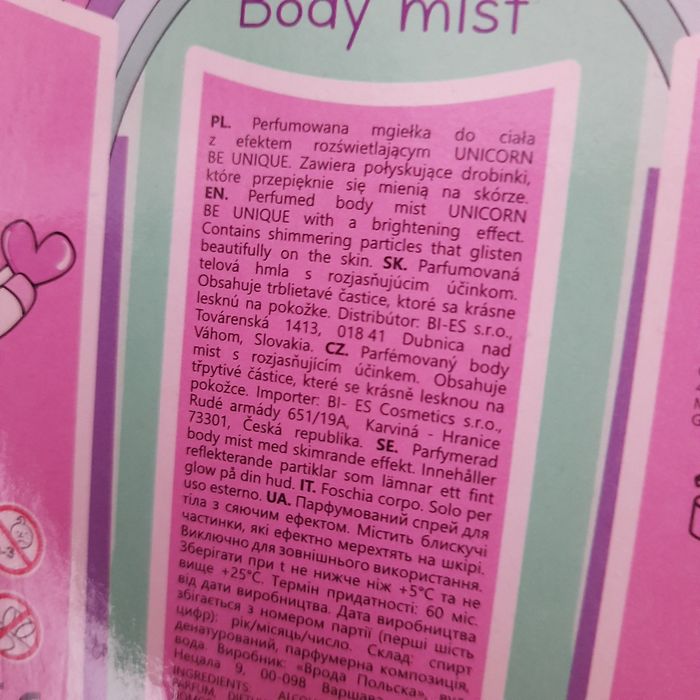 Body mist
PL. Perfumowana mgiełka do ciała
z efektem rozświetlającym UNICORN
BE UNIQUE. Zawiera połyskujące drobinki,
które przepięknie się mienią na skórze.
EN. Perfumed body mist UNICORN
BE UNIQUE with a brightening effect.
Contains shimmering particles that glisten
beautifully on the skin. SK. Parfumovaná
telová hmla s rozjasňujúcim účinkom.
Obsahuje trblietavé častice, ktoré sa krásne
lesknú na pokožke. Distribútor: BI-ES s.r.o.,
Továrenská 1413, 018 41 Dubnica nad
Váhom, Slovakia. CZ. Parfémovaný body
mist s rozjasňujícím účinkem. Obsahuje
třpytivé částice, které se krásně lesknou na
pokožce. Importer: BI- ES Cosmetics s.r.o.,
Rudé armády 651/19A, Karviná - Hranice
73301, Česká republika. SE. Parfymerad
body mist med skimrande effekt. Innehåller
reflekterande partiklar som lämnar ett fint
glow på din hud. IT. Foschia corpo. Solo per
uso esterno. UA. Парфумований спрей для
тіла з сяючим ефектом. Містить блискучі
частинки, які ефектно мерехтять на шкірі.
Виключно для зовнішнього використання.
Зберігати при t не нижче ніж +5°С та не
вище +25°С. Термін придатності: 60 міс.
від дати виробництва. Дата виробництва
збігається з номером партії (перші шість
цифр): рік/місяць/число. Склад: спирт
денатурований, парфумерна композиція,
вода. Виробник: «Врода Польска», вул.
Нецала 9, 00-098 Варшава
INGREDIENTS: ALCOHOL
PARFUM,